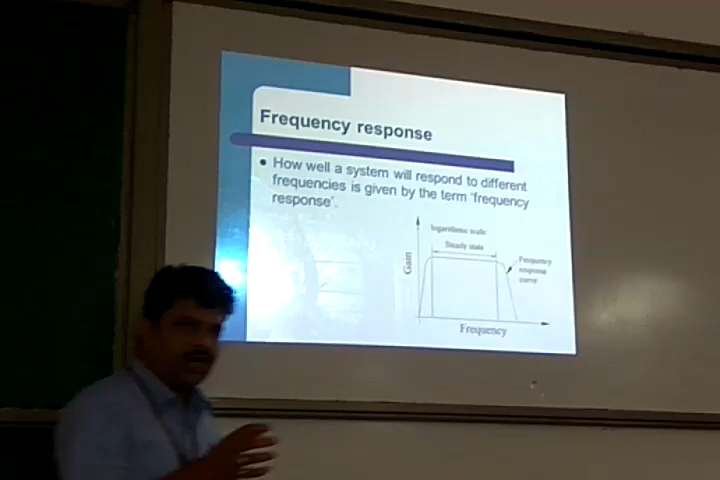 Frequency response
• How well a system will respond to different
frequencies is given by the term 'frequency
response'.
logarithmic scale
Steady state
Gain
Frequency
response
curve
Frequency